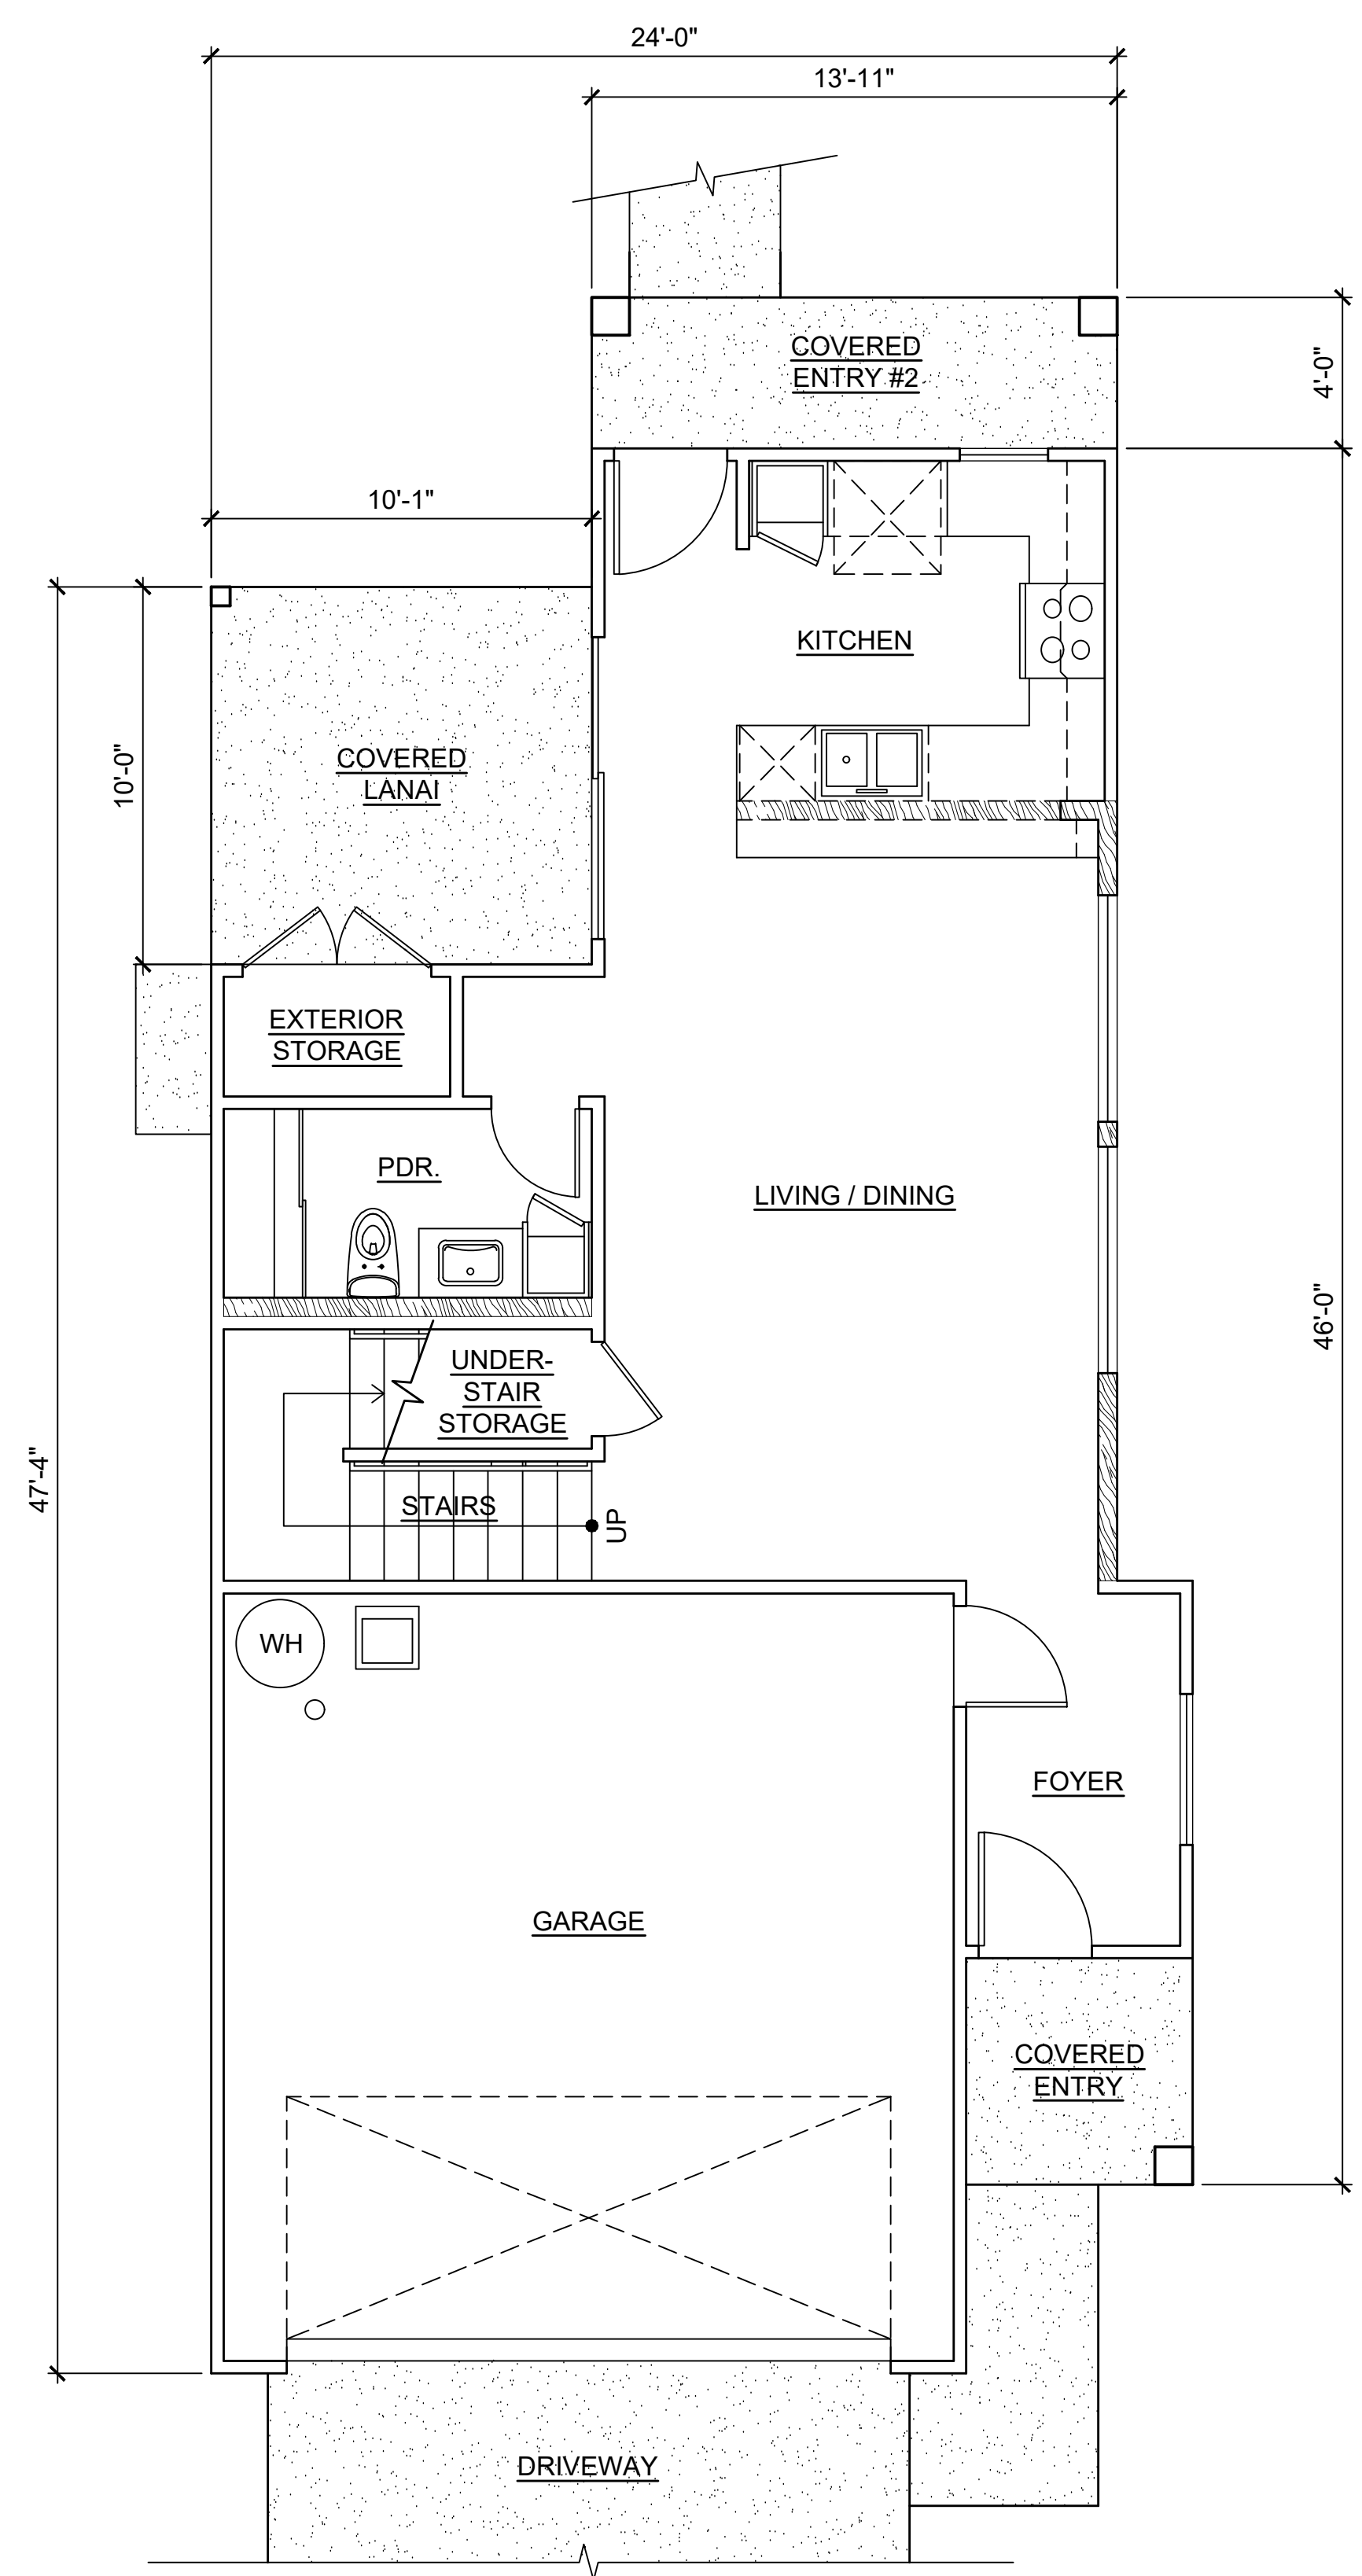 24'-0"
13'-11"
COVERED
ENTRY #2
4'-0"
10'-1"
KITCHEN
COVERED
LANAI
10'-0"
EXTERIOR
STORAGE
PDR.
LIVING / DINING
46'-0"
UNDER-
STAIR
STORAGE
47'-4"
STAIRS
UP
WH
FOYER
GARAGE
COVERED
ENTRY
DRIVEWAY